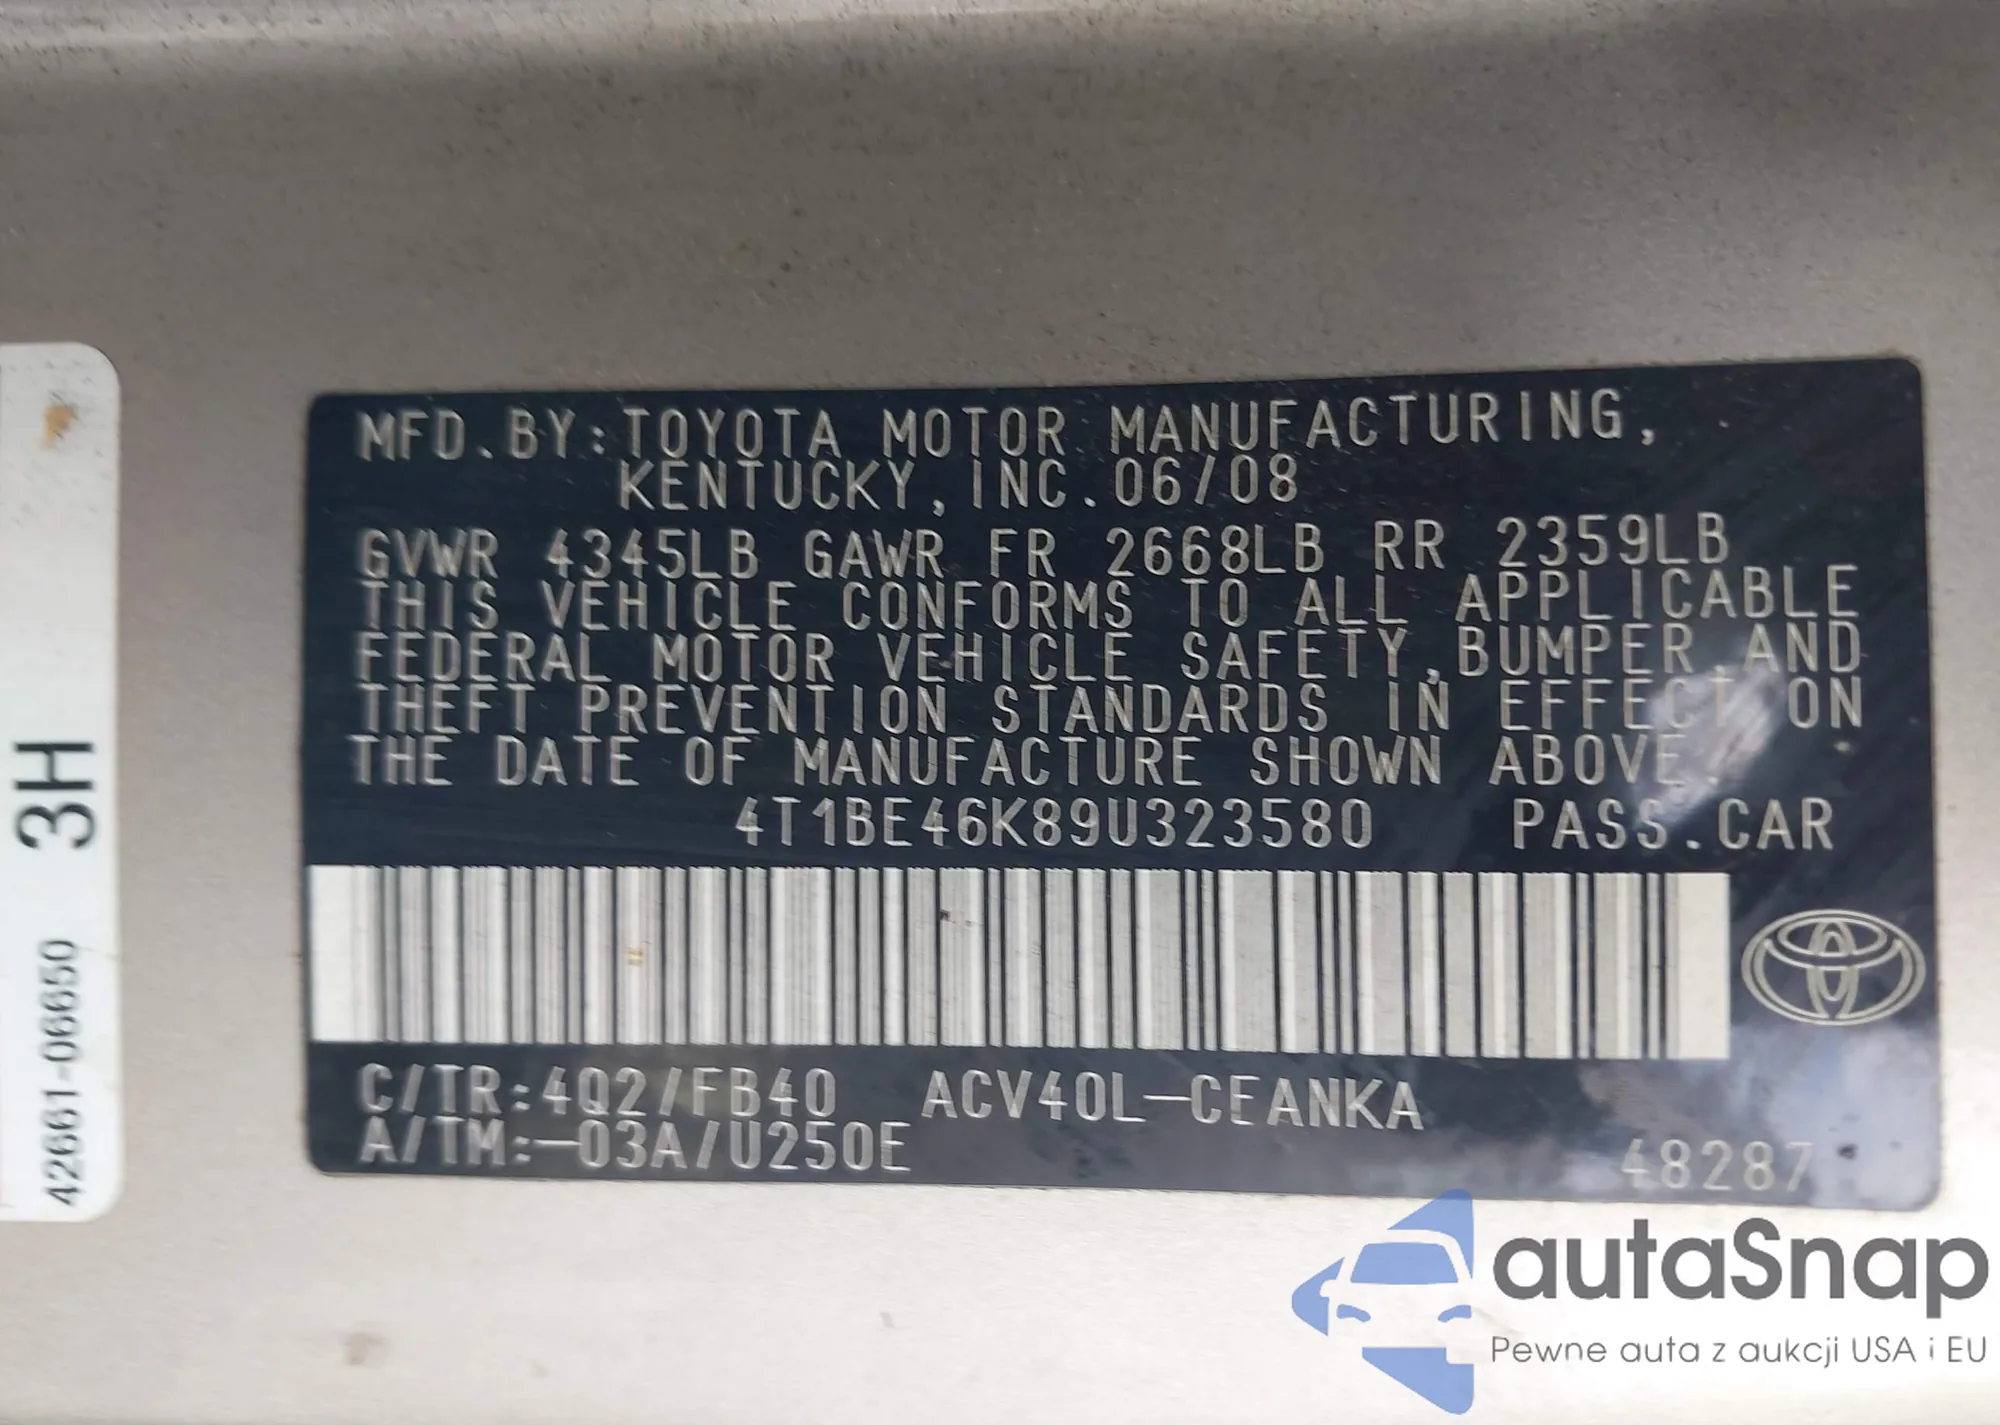 MFD.BY:TOYOTA MOTOR MANUFACTURING,
KENTUCKY, INC.06/08
GVWR 4345LB GAWR FR 2668LB RR 2359LB
THIS VEHICLE CONFORMS TO ALL APPLICABLE
FEDERAL MOTOR VEHICLE SAFETY,BUMPER,AND
THEFT PREVENTION STANDARDS IN EFFECT ON
THE DATE OF MANUFACTURE SHOWN ABOVE.
4T1BE46K89U323580 PASS.CAR
C/TR:4Q2/FB40 ACV40L-CEANKA
A/TM:-03A/U250E
48287
42661-06650 3H
autaSnap
Pewne auta z aukcji USA i EU